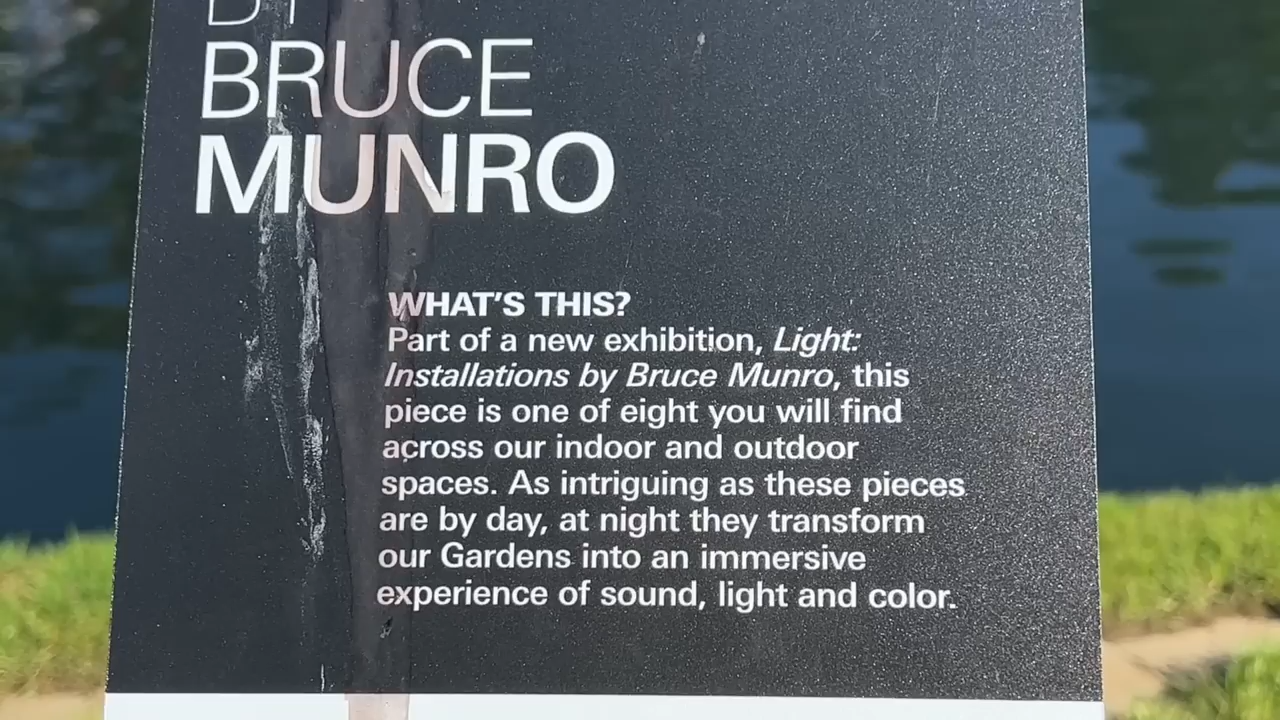 BY
BRUCE
MUNRO
WHAT'S THIS?
Part of a new exhibition, Light:
Installations by Bruce Munro, this
piece is one of eight you will find
across our indoor and outdoor
spaces. As intriguing as these pieces
are by day, at night they transform
our Gardens into an immersive
experience of sound, light and color.